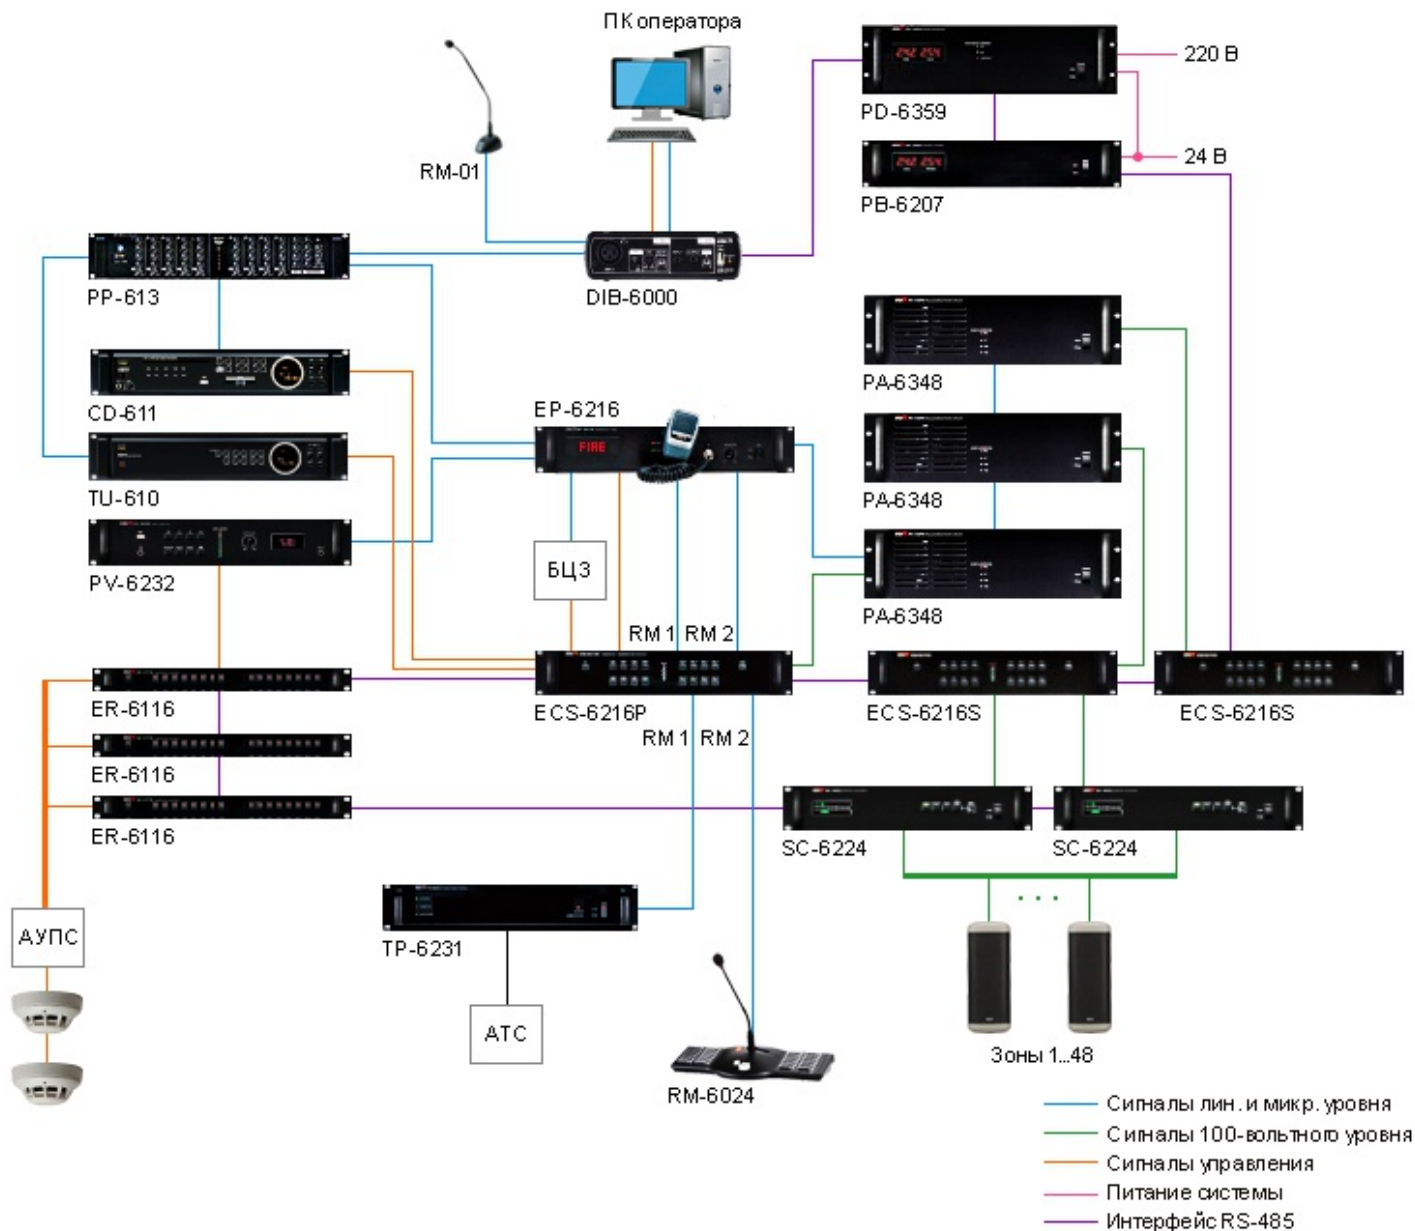 ПК оператора
220 В
PD-6359
RM-01
24 В
PB-6207
PP-613
DIB-6000
PA-6348
CD-611
EP-6216
FIRE
PA-6348
TU-610
БЦЗ
PV-6232
PA-6348
RM 1 RM 2
ER-6116
ECS-6216P
ECS-6216S
ECS-6216S
RM 1 RM 2
ER-6116
ER-6116
SC-6224
SC-6224
АУПС
TP-6231
АТС
Зоны 1...48
RM-6024
Сигналы лин. и микр. уровня
Сигналы 100-вольтного уровня
Сигналы управления
Питание системы
Интерфейс RS-485